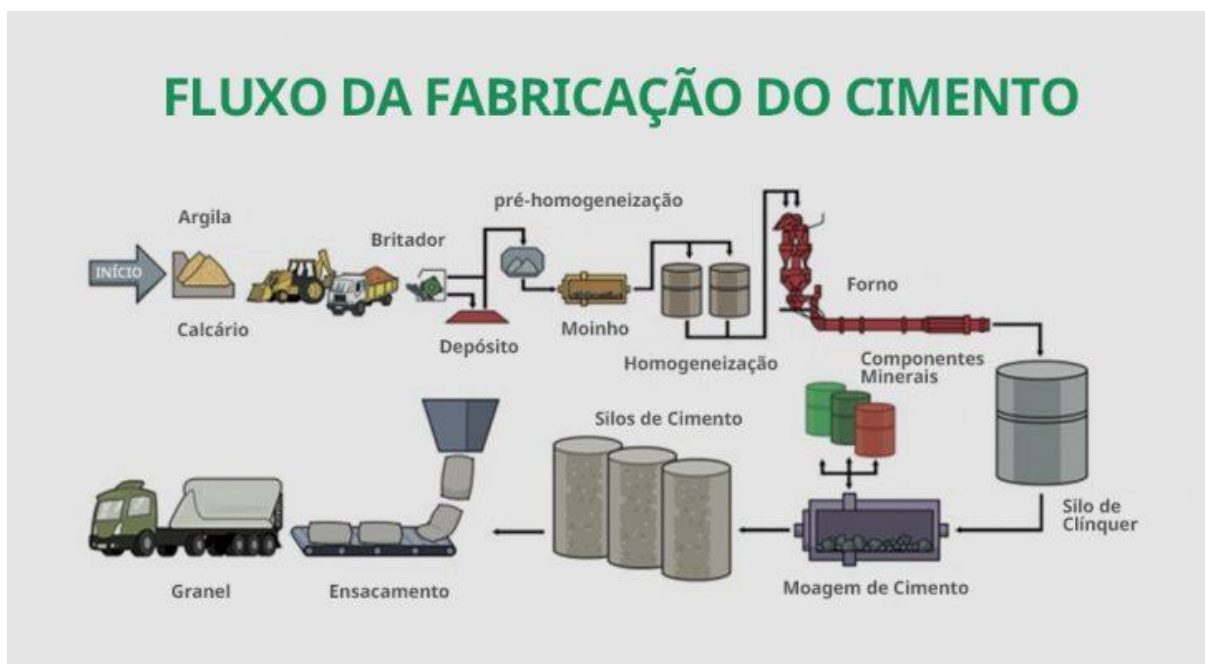 FLUXO DA FABRICAÇÃO DO CIMENTO
INÍCIO
Argila
Calcário
Britador
Depósito
pré-homogeneização
Moinho
Homogeneização
Forno
Componentes
Minerais
Silo de
Clínquer
Moagem de Cimento
Silos de Cimento
Ensacamento
Granel